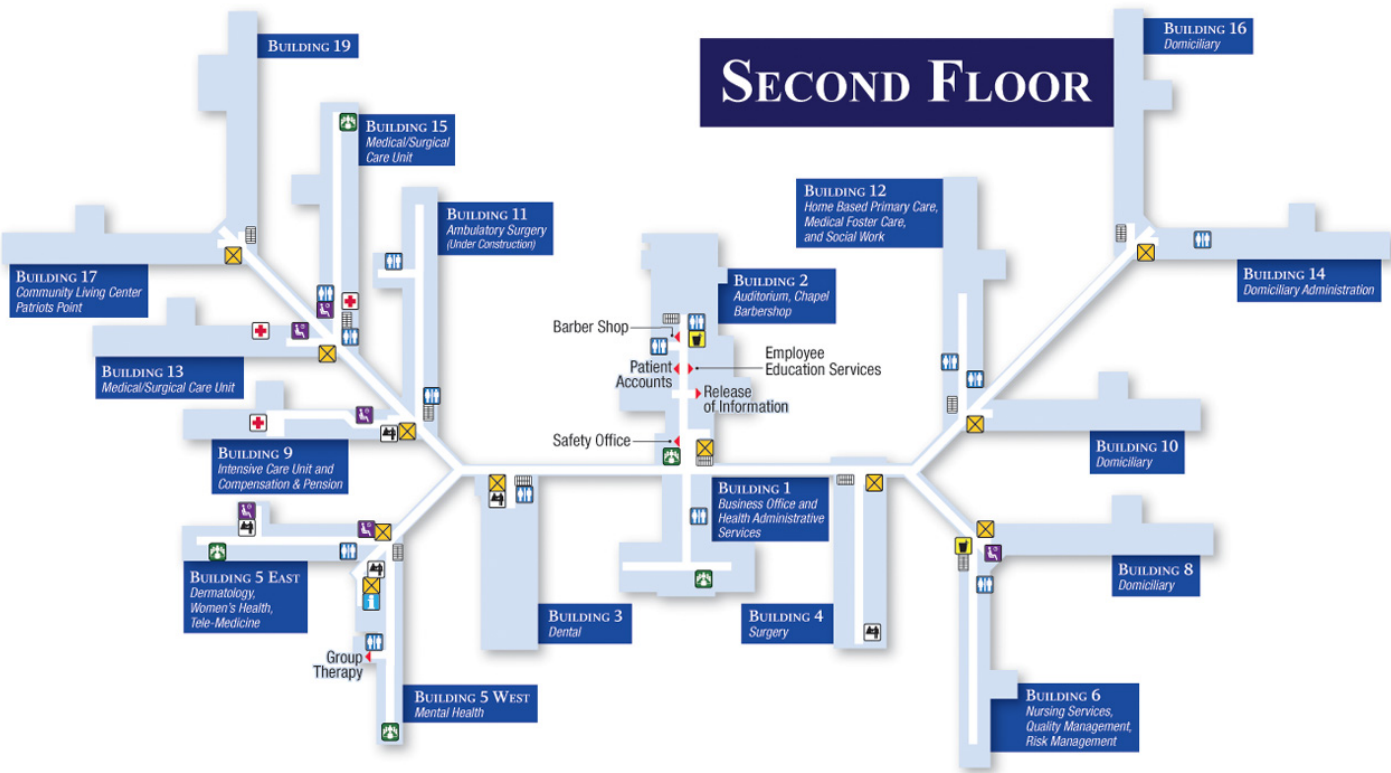 SECOND FLOOR
BUILDING 19
BUILDING 16
Domiciliary
BUILDING 15
Medical/Surgical
Care Unit
BUILDING 11
Ambulatory Surgery
(Under Construction)
BUILDING 12
Home Based Primary Care,
Medical Foster Care,
and Social Work
BUILDING 17
Community Living Center
Patriots Point
BUILDING 2
Auditorium, Chapel
Barbershop
BUILDING 14
Domiciliary Administration
Barber Shop
Patient
Accounts
Employee
Education Services
Release
of Information
Safety Office
BUILDING 13
Medical/Surgical Care Unit
BUILDING 9
Intensive Care Unit and
Compensation & Pension
BUILDING 10
Domiciliary
BUILDING 1
Business Office and
Health Administrative
Services
BUILDING 5 EAST
Dermatology,
Women's Health,
Tele-Medicine
BUILDING 8
Domiciliary
BUILDING 3
Dental
BUILDING 4
Surgery
Group
Therapy
BUILDING 5 WEST
Mental Health
BUILDING 6
Nursing Services,
Quality Management,
Risk Management